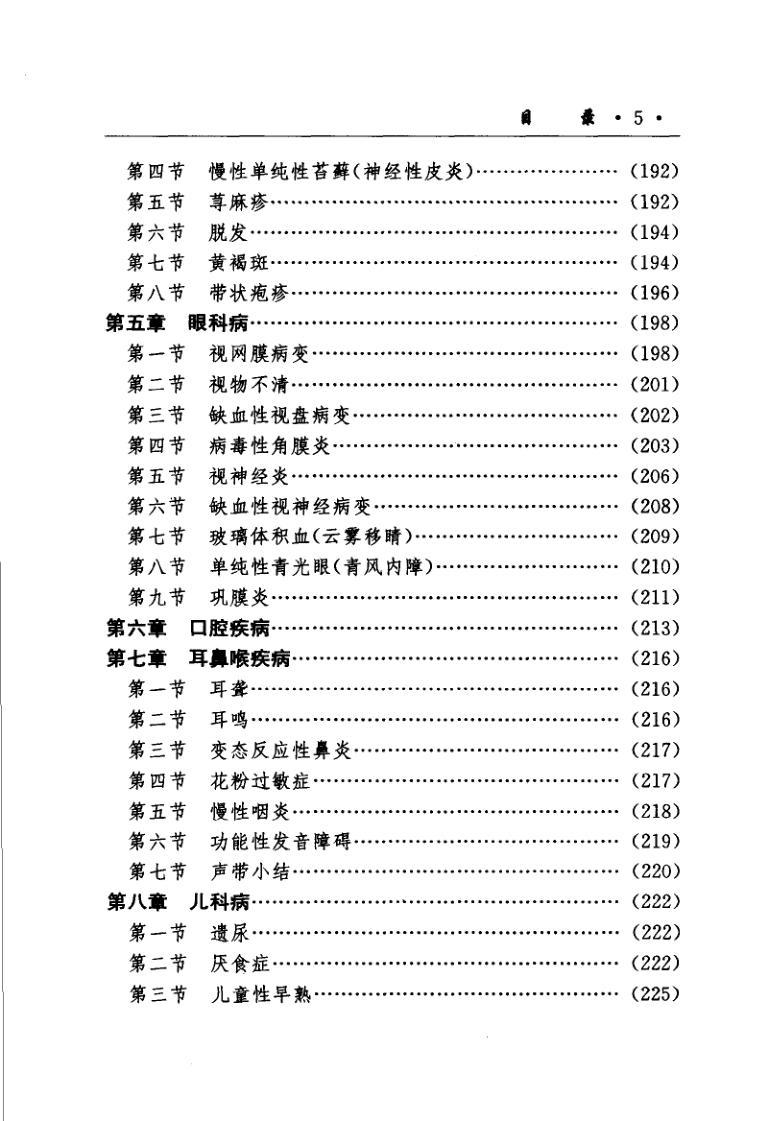 目 录 · 5 ·
第四节 慢性单纯性苔藓(神经性皮炎)…………………(192)
第五节 荨麻疹……………………………………………(192)
第六节 脱发………………………………………………(194)
第七节 黄褐斑……………………………………………(194)
第八节 带状疱疹…………………………………………(196)
第五章 眼科病………………………………………………(198)
第一节 视网膜病变………………………………………(198)
第二节 视物不清…………………………………………(201)
第三节 缺血性视盘病变…………………………………(202)
第四节 病毒性角膜炎……………………………………(203)
第五节 视神经炎…………………………………………(206)
第六节 缺血性视神经病变………………………………(208)
第七节 玻璃体积血(云雾移睛)…………………………(209)
第八节 单纯性青光眼(青风内障)………………………(210)
第九节 巩膜炎……………………………………………(211)
第六章 口腔疾病……………………………………………(213)
第七章 耳鼻喉疾病…………………………………………(216)
第一节 耳聋………………………………………………(216)
第二节 耳鸣………………………………………………(216)
第三节 变态反应性鼻炎…………………………………(217)
第四节 花粉过敏症………………………………………(217)
第五节 慢性咽炎…………………………………………(218)
第六节 功能性发音障碍…………………………………(219)
第七节 声带小结…………………………………………(220)
第八章 儿科病………………………………………………(222)
第一节 遗尿………………………………………………(222)
第二节 厌食症……………………………………………(222)
第三节 儿童性早熟………………………………………(225)